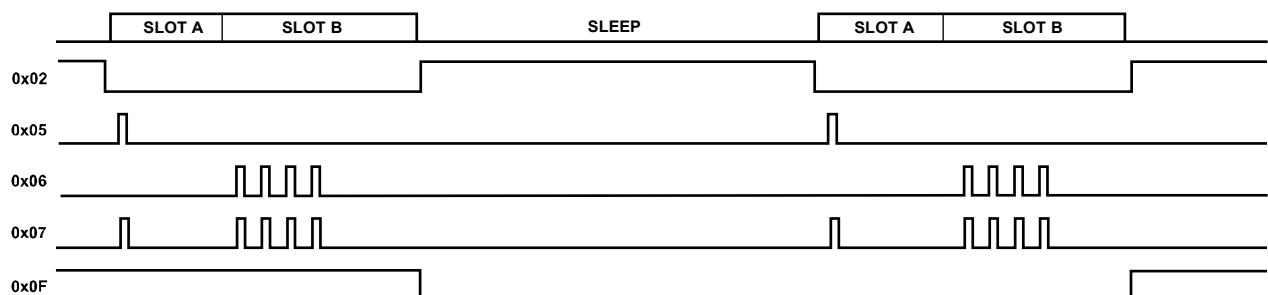 SLOT A SLOT B SLEEP SLOT A SLOT B
0x02
0x05
0x06
0x07
0x0F